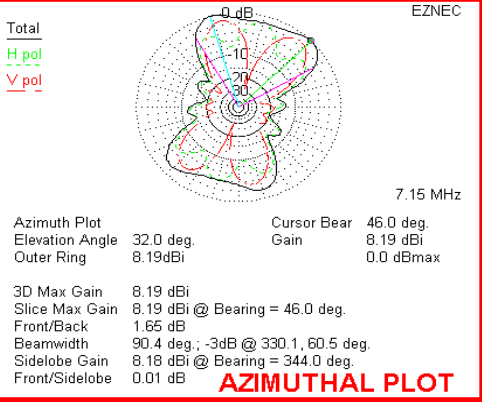 0 dB
EZNEC
Total
H pol
V pol
-10
-20
-30
7.15 MHz
Azimuth Plot
Cursor Bear 46.0 deg.
Elevation Angle 32.0 deg.
Gain 8.19 dBi
Outer Ring 8.19dBi
0.0 dBmax
3D Max Gain 8.19 dBi
Slice Max Gain 8.19 dBi @ Bearing = 46.0 deg.
Front/Back 1.65 dB
Beamwidth 90.4 deg.; -3dB @ 330.1, 60.5 deg.
Sidelobe Gain 8.18 dBi @ Bearing = 344.0 deg.
Front/Sidelobe 0.01 dB
AZIMUTHAL PLOT